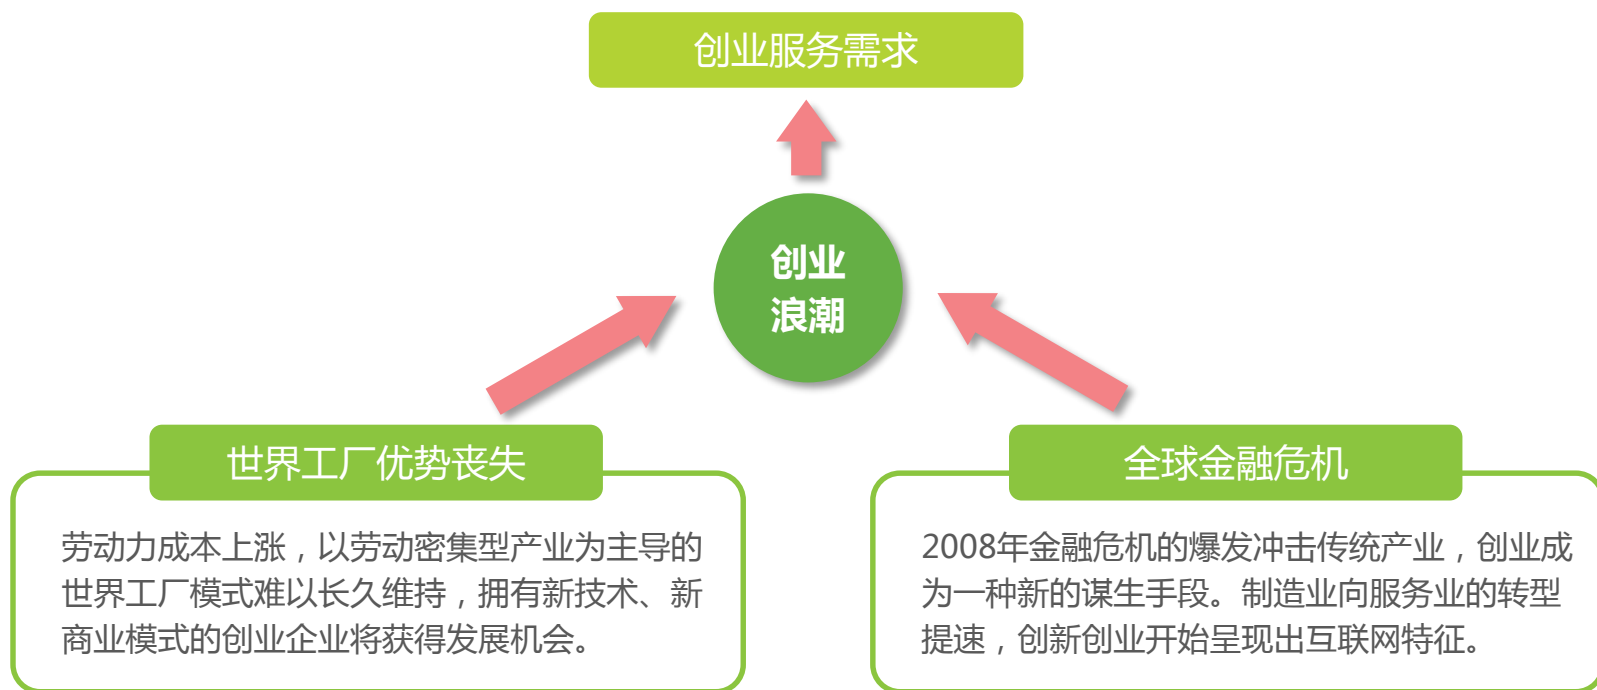 创业服务需求
创业
浪潮
世界工厂优势丧失
劳动力成本上涨，以劳动密集型产业为主导的
世界工厂模式难以长久维持，拥有新技术、新
商业模式的创业企业将获得发展机会。
全球金融危机
2008年金融危机的爆发冲击传统产业，创业成
为一种新的谋生手段。制造业向服务业的转型
提速，创新创业开始呈现出互联网特征。